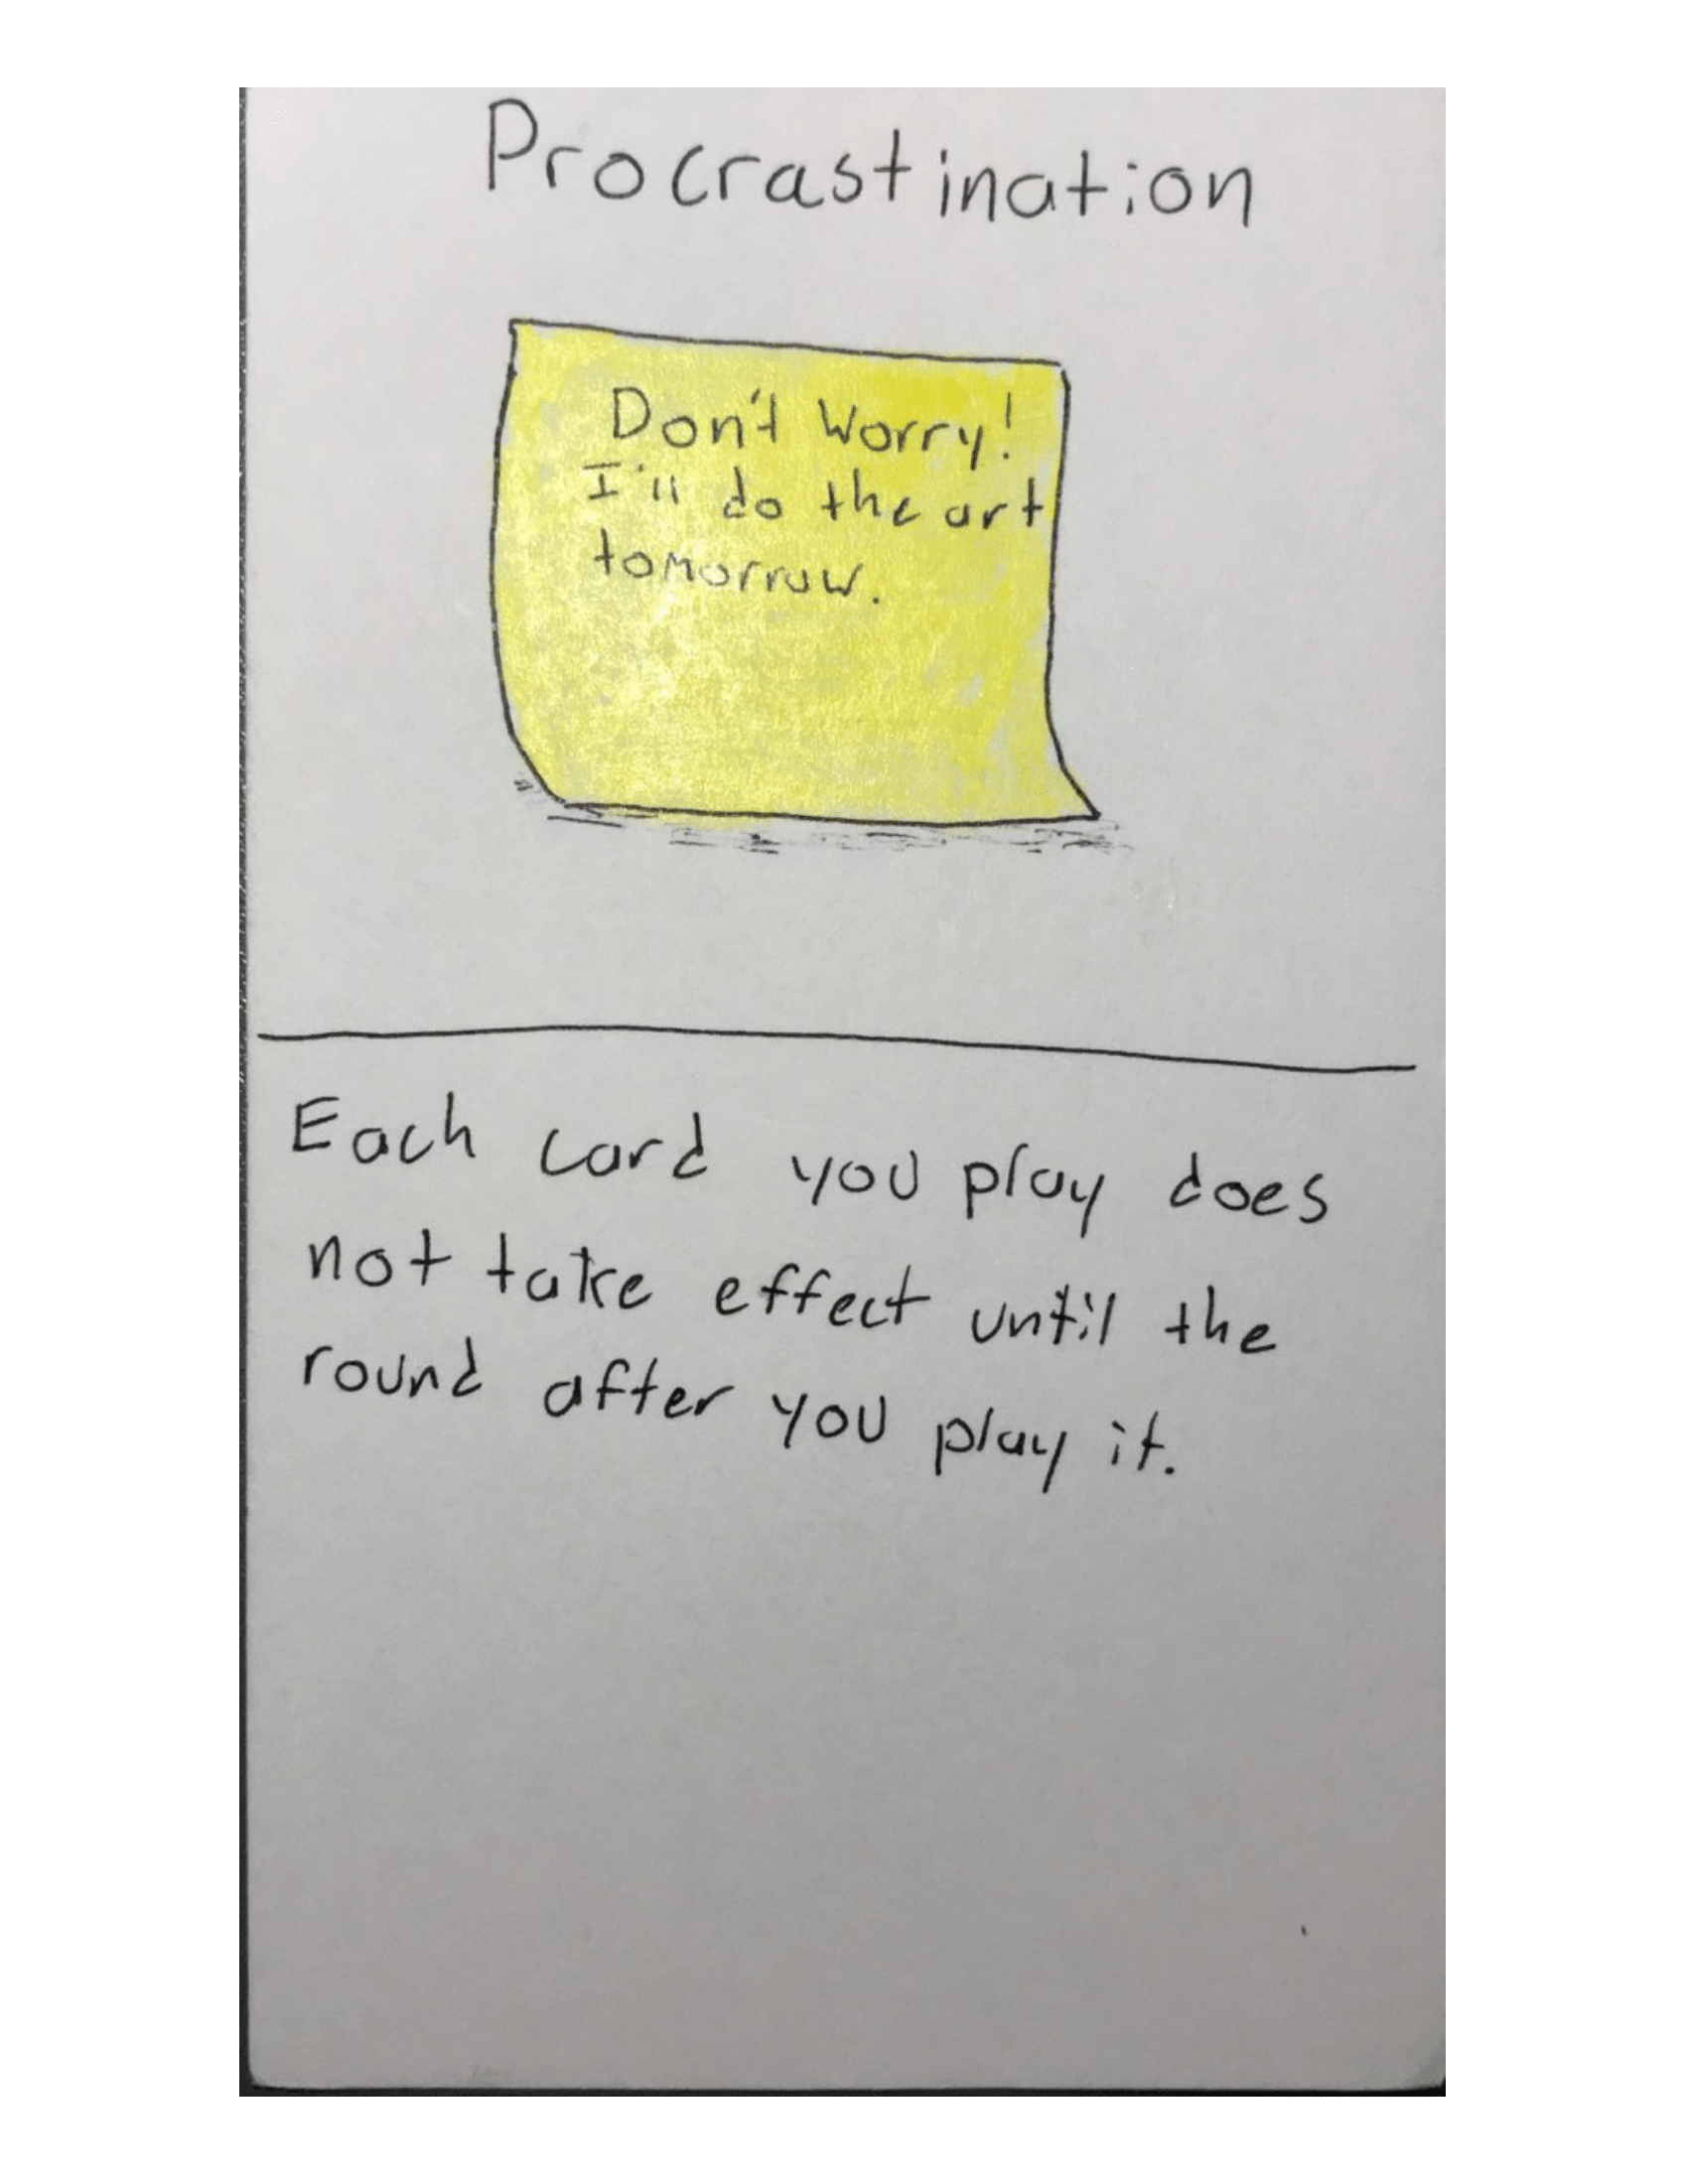 Procrastination
Don't Worry!
I'll do the art
tomorrow.
Each card you play does
not take effect until the
round after you play it.